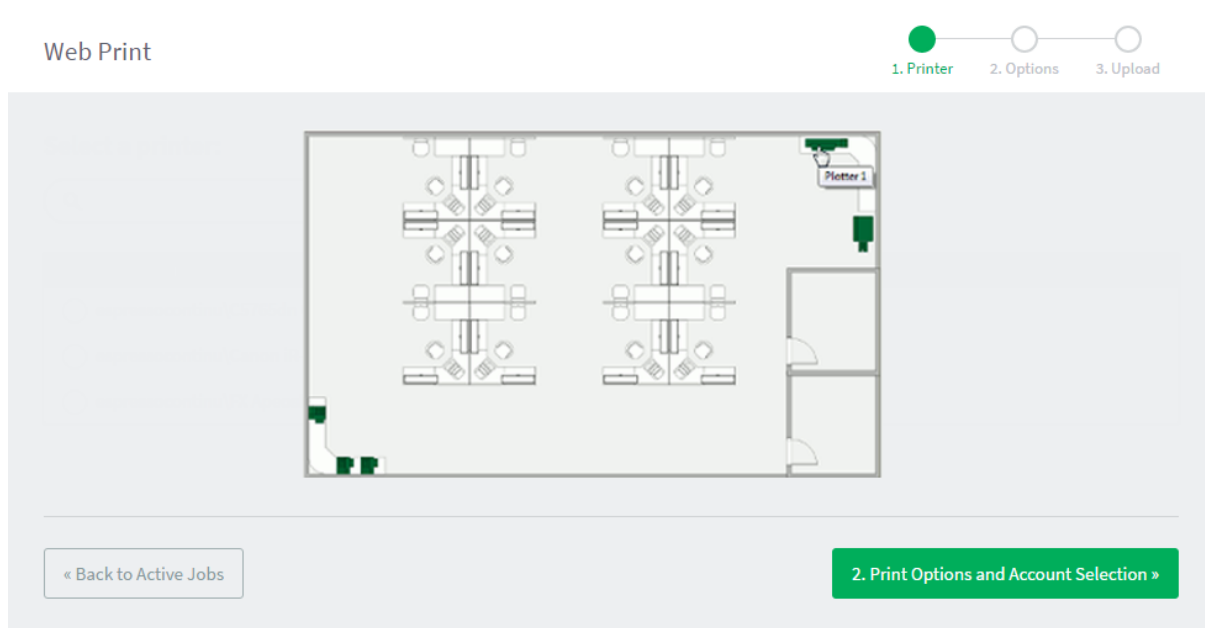 Web Print
1. Printer
2. Options
3. Upload
Plotter 1
« Back to Active Jobs
2. Print Options and Account Selection »